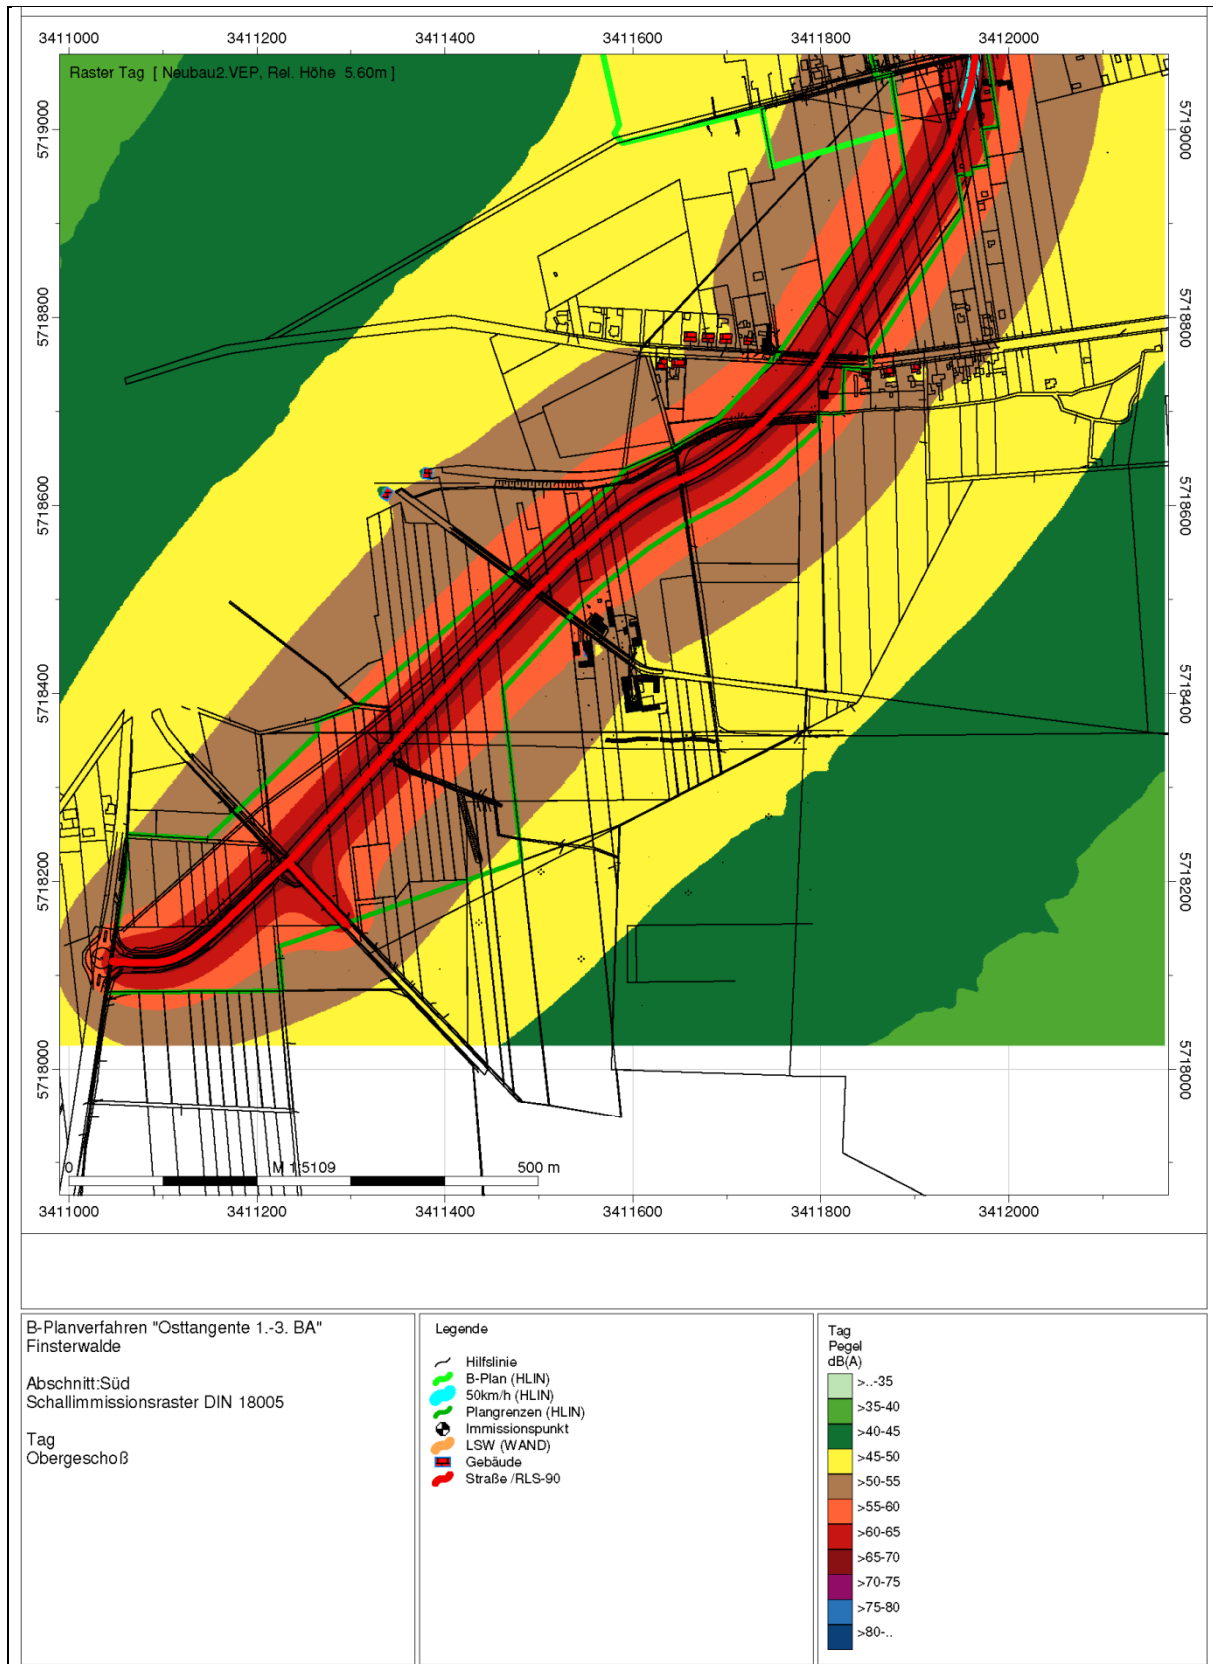 3411000 3411200 3411400 3411600 3411800 3412000
Raster Tag [ Neubau2.VEP, Rel. Höhe 5.60m ]
5719000 5719000
5718800 5718800
5718600 5718600
5718400 5718400
5718200 5718200
5718000 5718000
0 M 1:5109 500 m
3411000 3411200 3411400 3411600 3411800 3412000
B-Planverfahren "Osttangente 1.-3. BA"
Finsterwalde
Abschnitt:Süd
Schallimmissionsraster DIN 18005
Tag
Obergeschoß
Legende
Hilfslinie
B-Plan (HLIN)
50km/h (HLIN)
Plangrenzen (HLIN)
Immissionspunkt
LSW (WAND)
Gebäude
Straße /RLS-90
Tag
Pegel
dB(A)
>..-35
>35-40
>40-45
>45-50
>50-55
>55-60
>60-65
>65-70
>70-75
>75-80
>80-..